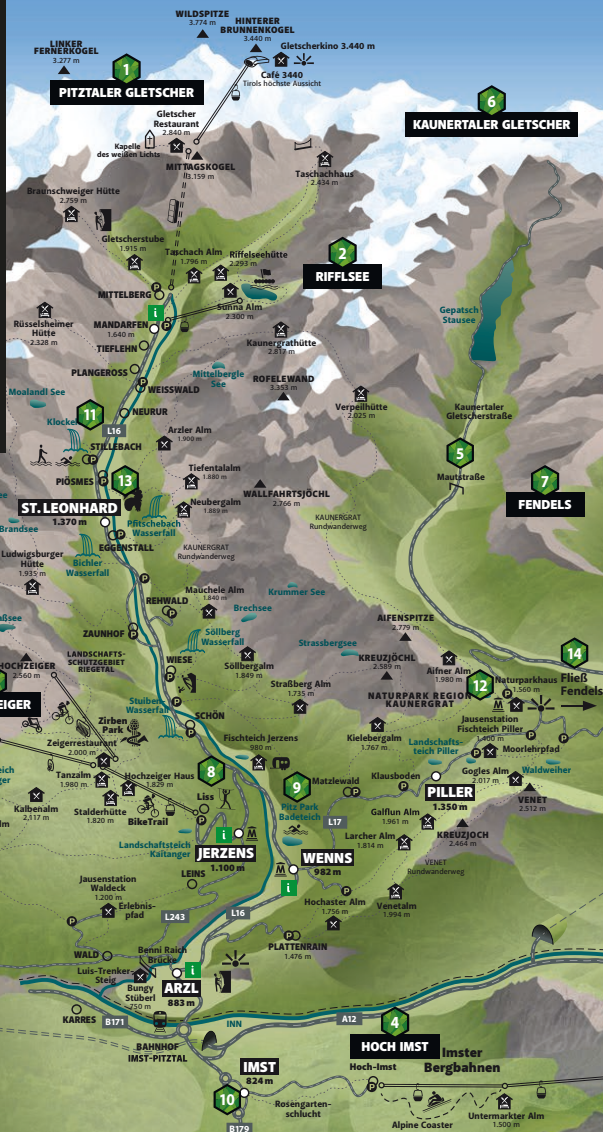 WILDSPITZE
3.774 m
HINTERER
BRUNNENKOGEL
3.440 m
LINKER
FERNERKOGEL
3.277 m
Gletscherkino 3.440 m
1
PITZTALER GLETSCHER
Café 3440
Tirols höchste Aussicht
6
KAUNERTALER GLETSCHER
Gletscher
Restaurant
2.840 m
Kapelle
des weißen Lichts
MITTAGSKOGEL
3.159 m
Taschachhaus
2.434 m
Braunschweiger Hütte
2.759 m
Gletscherstube
1.915 m
Taschach Alm
1.796 m
Riffelseehütte
2.293 m
2
RIFFLSEE
MITTELBERG
P
Sunna Alm
2.300 m
i
MANDARFEN
1.640 m
P
Gepatsch
Stausee
Rüsselsheimer
Hütte
2.328 m
TIEFLEHN
Kaunergrathütte
2.817 m
PLANGEROSS
Mittelbergle
See
ROFELEWAND
3.353 m
P
WEISSWALD
Moalandl See
Verpeilhütte
2.025 m
11
NEURUR
Kaunertaler
Gletscherstraße
Klocken
L16
Arzler Alm
1.900 m
STILLEBACH
P
5
Mautstraße
PIÖSMES
P
13
Tiefentalalm
1.880 m
7
FENDELS
WALLFAHRTSJÖCHL
2.766 m
ST. LEONHARD
1.370 m
Neubergalm
1.889 m
Pfitschebach
Wasserfall
KAUNERGRAT
Rundwanderweg
Brandsee
EGGENSTALL
P
KAUNERGRAT
Rundwanderweg
Ludwigsburger
Hütte
1.935 m
Bichler
Wasserfall
P
Mauchele Alm
1.840 m
Krummer See
REHWALD
P
Brechsee
AIFENSPITZE
2.779 m
ZAUNHOF
P
Söllberg
Wasserfall
Strassbergsee
14
LANDSCHAFTS-
SCHUTZGEBIET
RIEGETAL
WIESE
P
Söllbergalm
1.849 m
KREUZJÖCHL
2.589 m
Aifner Alm
1.980 m
HOCHZEIGER
2.560 m
12
Naturparkhaus
1.560 m
Fließ
Fendels
EIGER
Straßberg Alm
1.735 m
NATURPARK REGION
KAUNERGRAT
P
Stuiben-
Wasserfall
P
SCHÖN
P
Jausenstation
Fischteich Piller
1.400 m
P
P
Zirben
Park
Zeigerrestaurant
2.000 m
Fischteich Jerzens
980 m
Kielebergalm
1.767 m
Landschafts-
teich Piller
P
Moorlehrpfad
Tanzalm
1.980 m
Hochzeiger Haus
1.829 m
8
9
Matzlewald
Klausboden
Gogles Alm
2.017 m
Waldweiher
Kalbenalm
2,117 m
Stalderhütte
1.820 m
Liss
P
Pitz Park
Badeteich
P
P
PILLER
1.350 m
VENET
2.512 m
BikeTrail
P
Galflun Alm
1.961 m
L17
KREUZJOCH
2.464 m
Landschaftsteich
Kaitanger
i
JERZENS
1.100 m
Larcher Alm
1.814 m
WENNS
982 m
VENET
Rundwanderweg
LEINS
i
P
Jausenstation
Waldeck
1.200 m
Hochaster Alm
1.756 m
Venetalm
1.994 m
Erlebnis-
pfad
P
L243
L16
P
PLATTENRAIN
1.476 m
WALD
Benni Raich
Brücke
Luis-Trenker-
Steig
i
ARZL
883 m
Bungy
Stüberl
750 m
KARRES
B171
INN
A12
4
HOCH IMST
BAHNHOF
IMST-PITZTAL
Imster
Bergbahnen
IMST
824 m
Hoch-Imst
P
10
Rosengarten-
schlucht
Alpine Coaster
Untermarkter Alm
1.500 m
B179